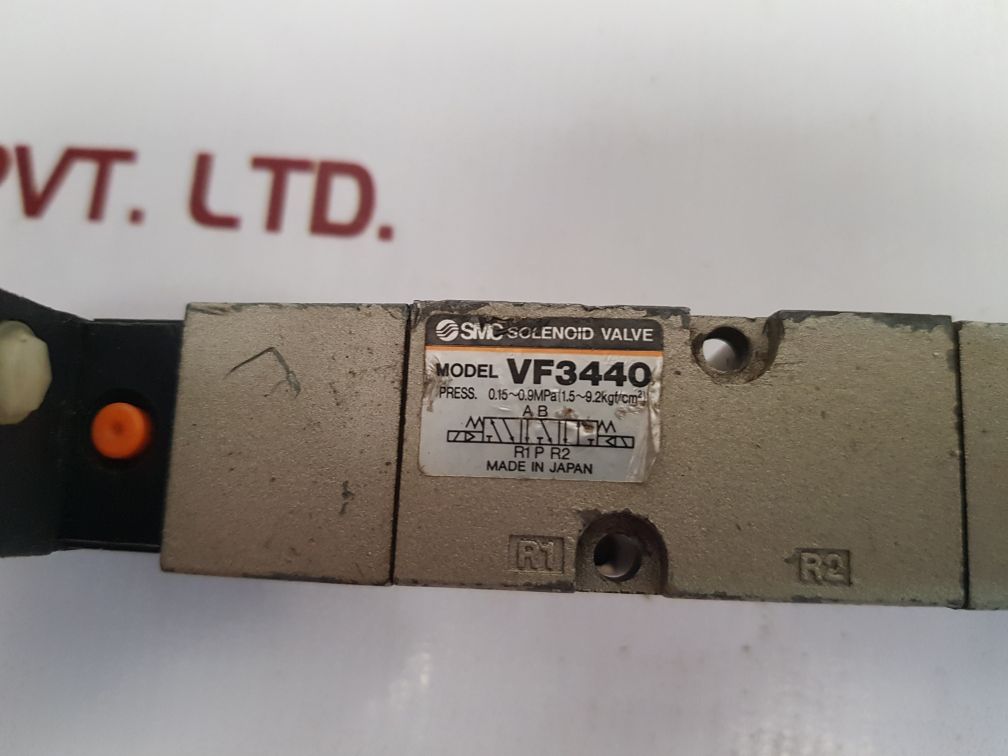 PVT. LTD.
SMC SOLENOID VALVE
MODEL VF3440
PRESS. 0.15~0.9MPa(1.5~9.2kgf/cm²)
A B
R1 P R2
MADE IN JAPAN
R1
R2